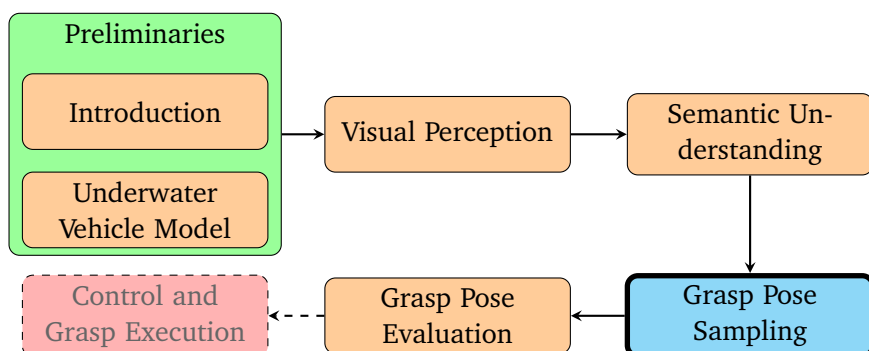 Preliminaries
Introduction
Underwater
Vehicle Model
Visual Perception
Semantic Un-
derstanding
Grasp Pose
Sampling
Grasp Pose
Evaluation
Control and
Grasp Execution